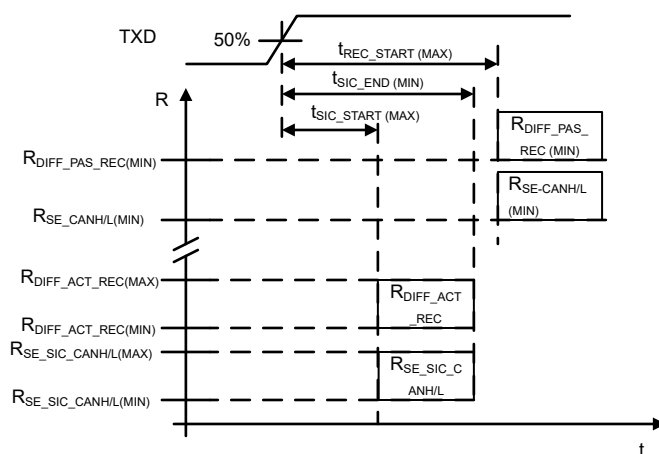 TXD
50%
tREC_START (MAX)
tSIC_END (MIN)
tSIC_START (MAX)
R
RDIFF_PAS_
REC (MIN)
RDIFF_PAS_REC(MIN)
RSE-CANH/L
(MIN)
RSE_CANH/L(MIN)
RDIFF_ACT_REC(MAX)
RDIFF_ACT
_REC
RDIFF_ACT_REC(MIN)
RSE_SIC_CANH/L(MAX)
RSE_SIC_C
ANH/L
RSE_SIC_CANH/L(MIN)
t